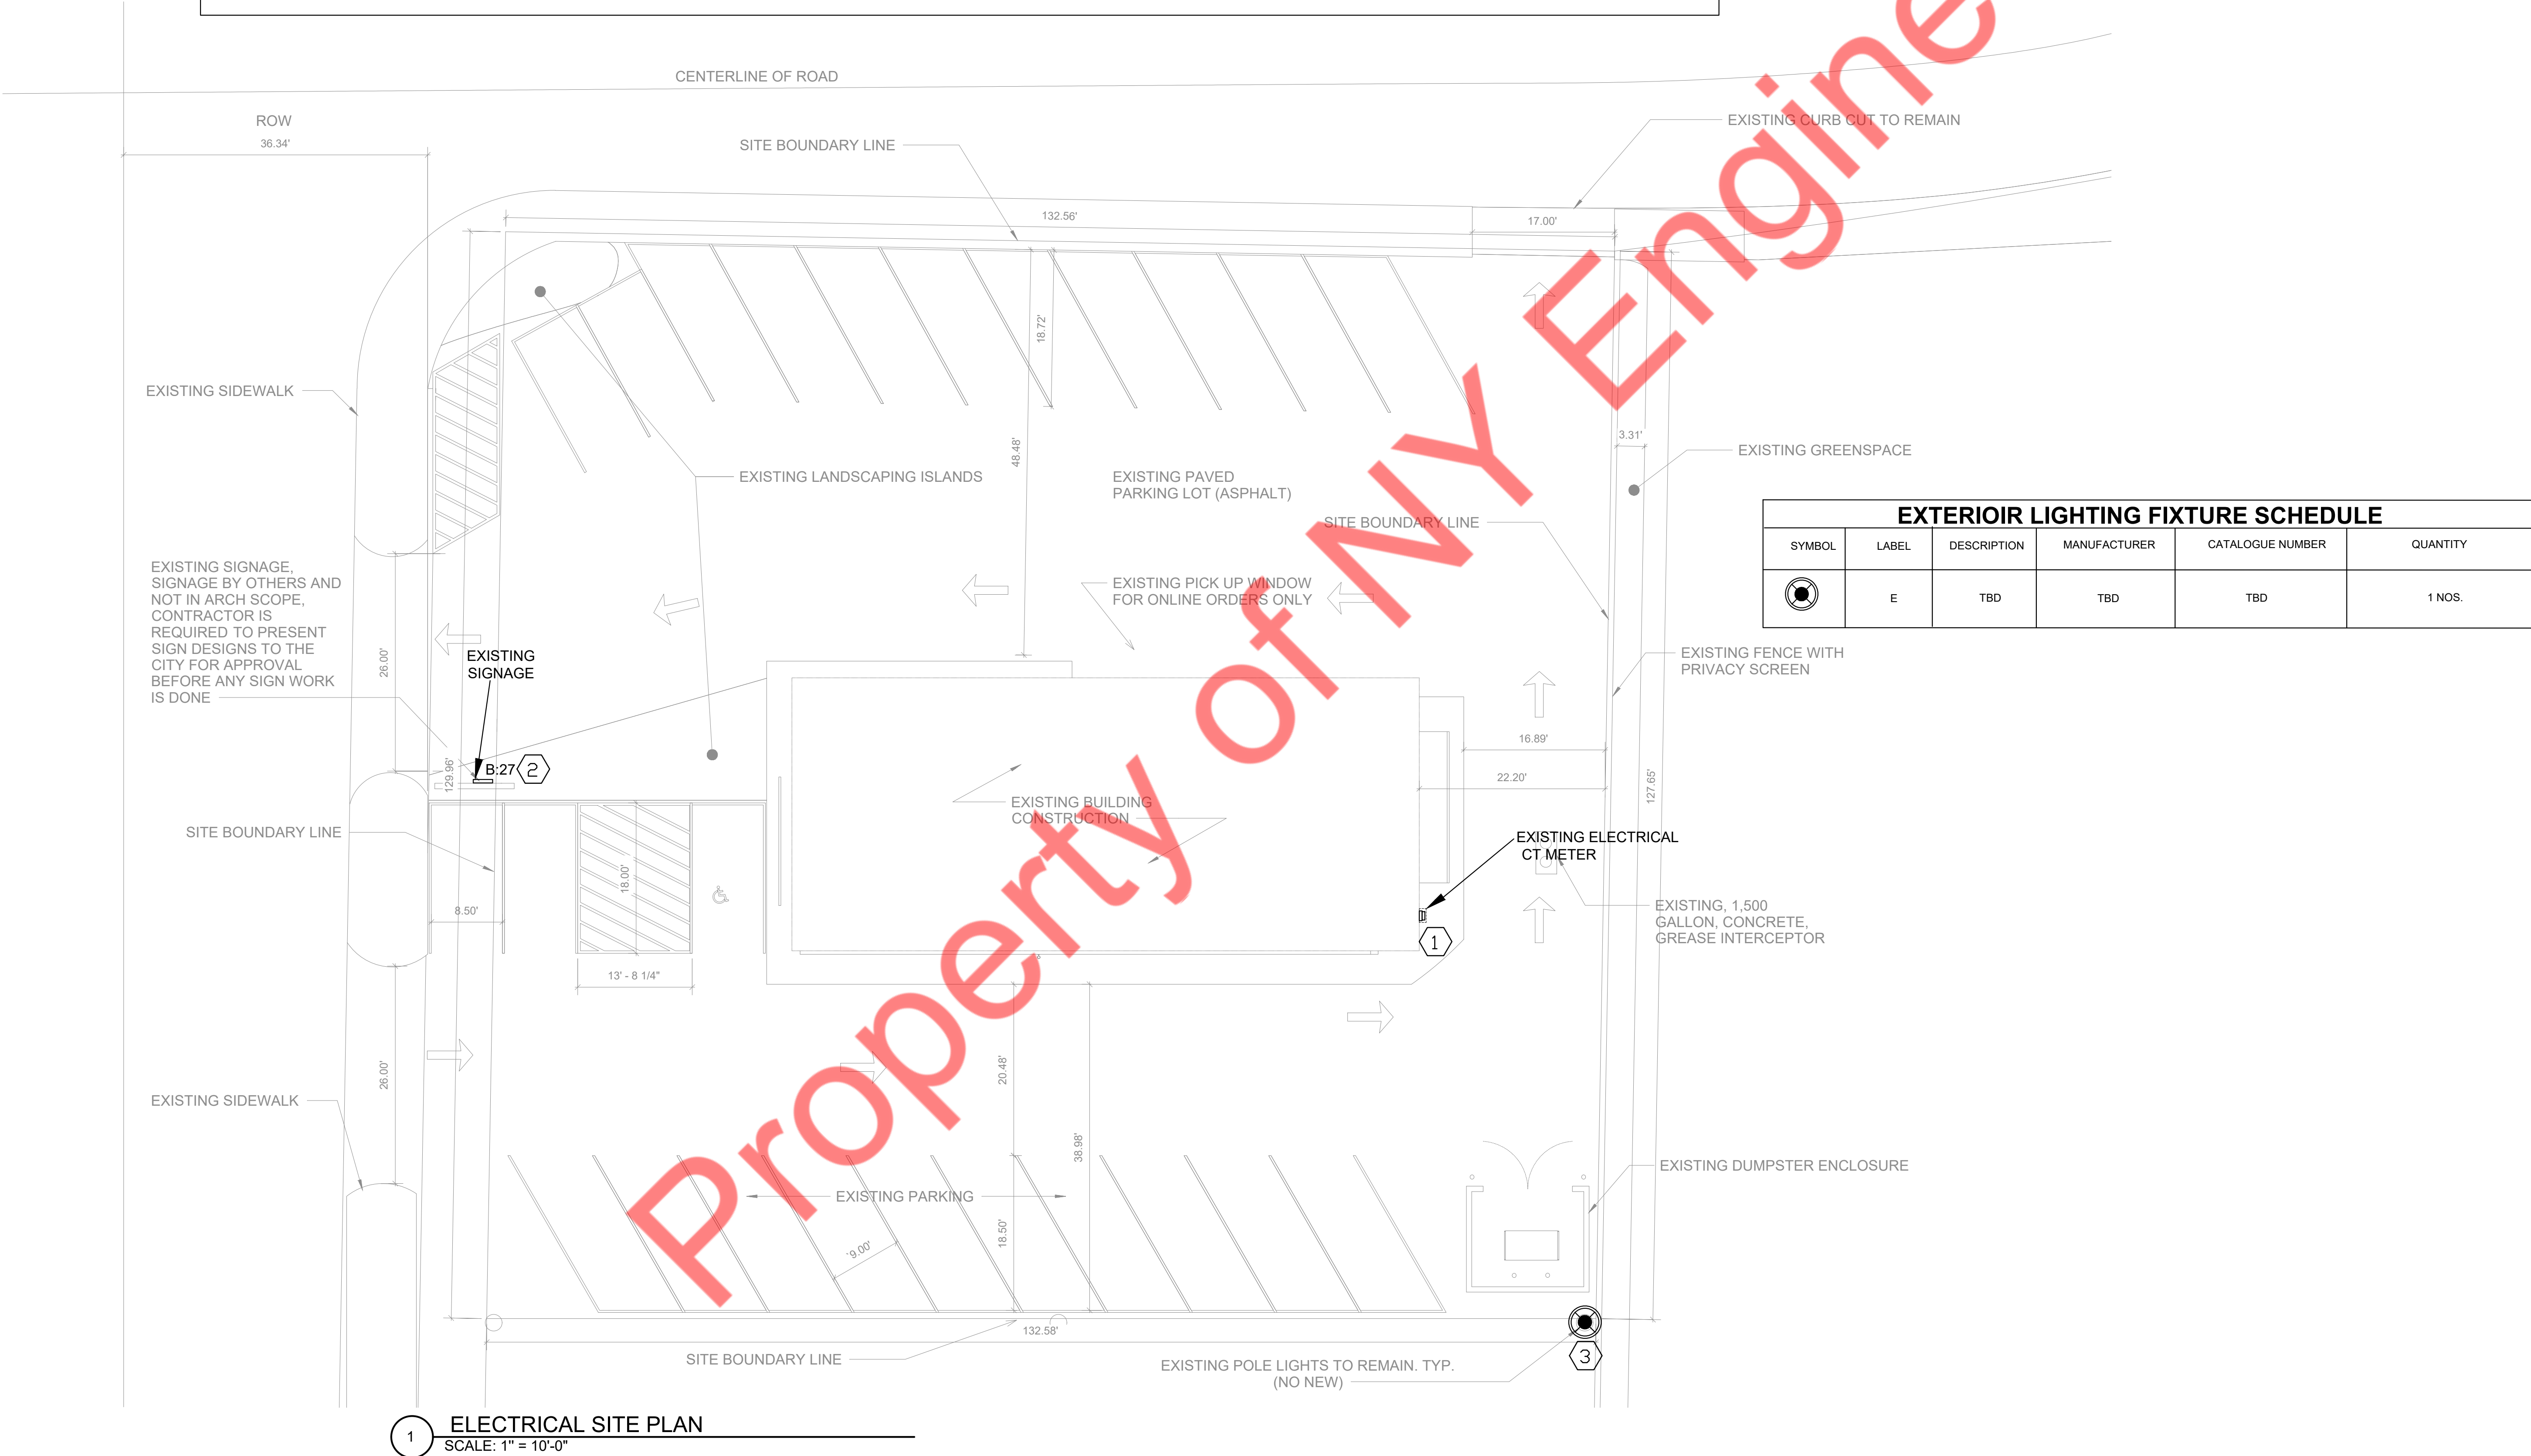 CENTERLINE OF ROAD
ROW
36.34'
SITE BOUNDARY LINE
EXISTING CURB CUT TO REMAIN
132.56'
17.00'
18.72'
EXISTING SIDEWALK
48.48'
3.31'
EXISTING LANDSCAPING ISLANDS
EXISTING PAVED
PARKING LOT (ASPHALT)
EXISTING GREENSPACE
SITE BOUNDARY LINE
EXTERIOIR LIGHTING FIXTURE SCHEDULE
SYMBOL LABEL DESCRIPTION MANUFACTURER CATALOGUE NUMBER QUANTITY
E TBD TBD TBD 1 NOS.
EXISTING SIGNAGE,
SIGNAGE BY OTHERS AND
NOT IN ARCH SCOPE,
CONTRACTOR IS
REQUIRED TO PRESENT
SIGN DESIGNS TO THE
CITY FOR APPROVAL
BEFORE ANY SIGN WORK
IS DONE
EXISTING PICK UP WINDOW
FOR ONLINE ORDERS ONLY
26.00'
EXISTING
SIGNAGE
EXISTING FENCE WITH
PRIVACY SCREEN
129.96'
B:27
2
16.89'
22.20'
127.65'
EXISTING BUILDING
CONSTRUCTION
SITE BOUNDARY LINE
EXISTING ELECTRICAL
CT METER
18.00'
8.50'
1
EXISTING, 1,500
GALLON, CONCRETE,
GREASE INTERCEPTOR
13' - 8 1/4"
26.00'
20.48'
EXISTING SIDEWALK
38.98'
EXISTING DUMPSTER ENCLOSURE
EXISTING PARKING
18.50'
9.00'
132.58'
SITE BOUNDARY LINE
EXISTING POLE LIGHTS TO REMAIN. TYP.
(NO NEW)
3
1
ELECTRICAL SITE PLAN
SCALE: 1" = 10'-0"
Property of NY Engine